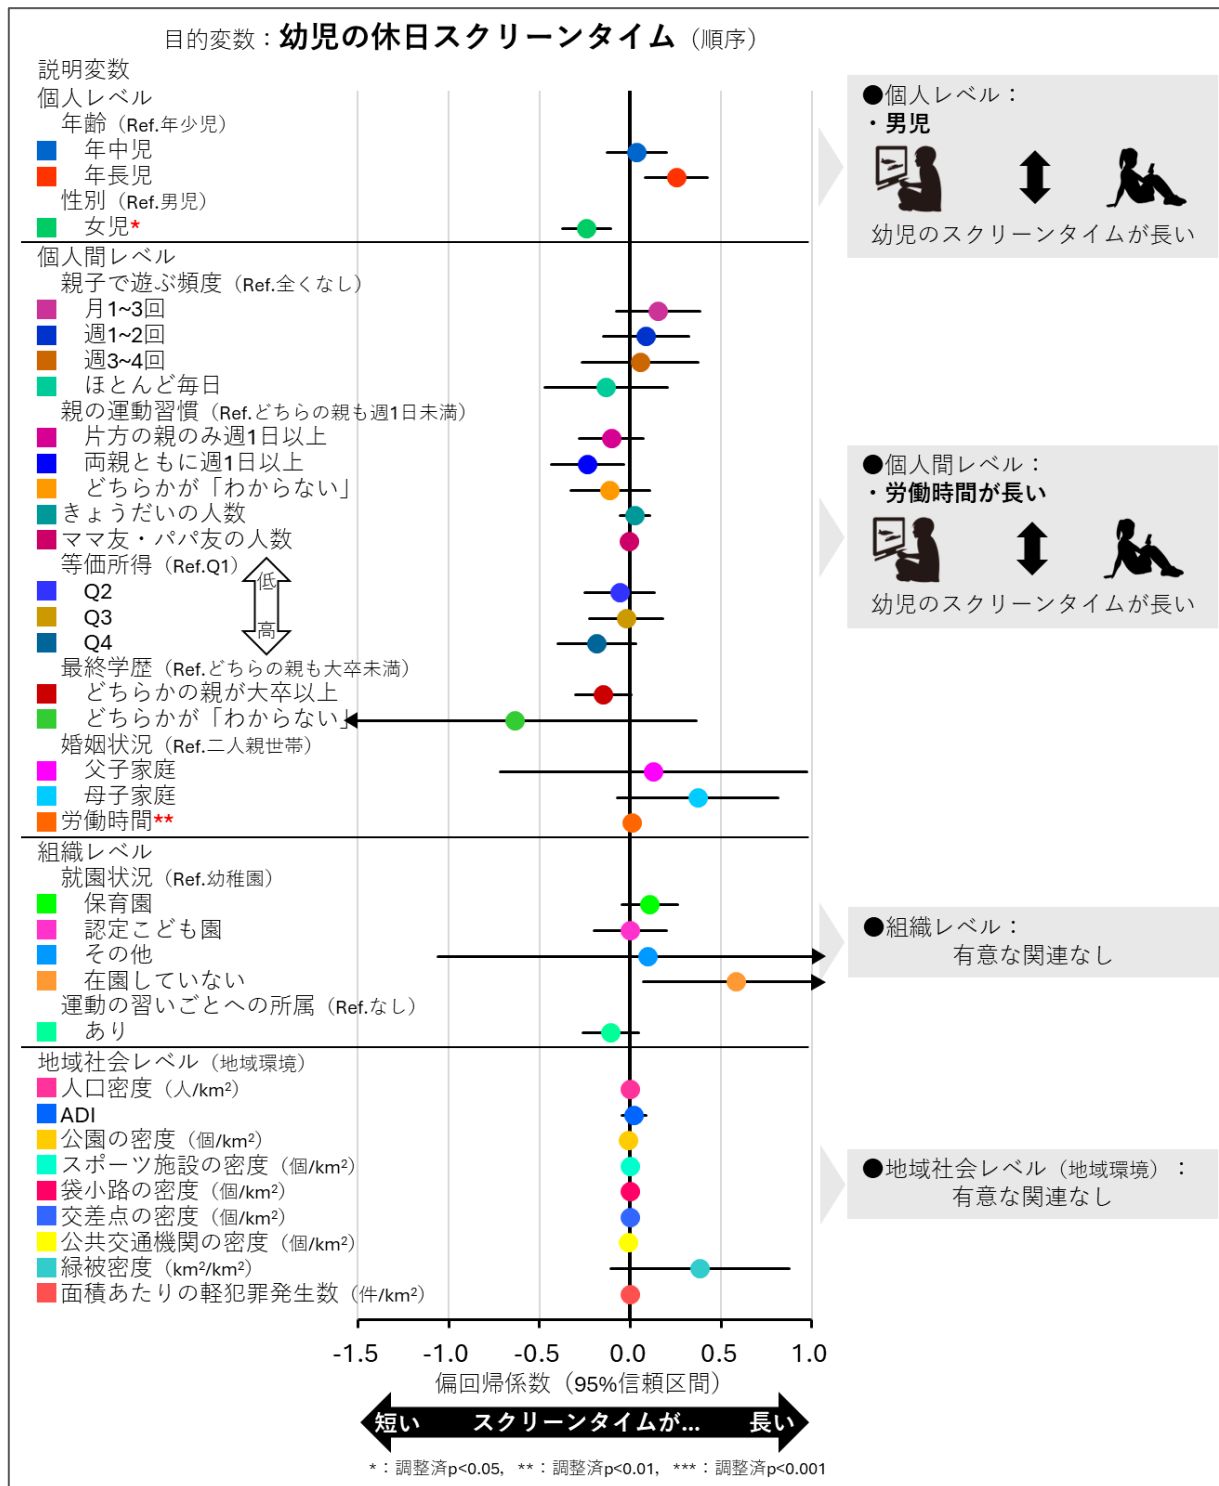 目的変数：幼児の休日スクリーンタイム（順序）
説明変数
個人レベル
年齢（Ref.年少児）
年中児
年長児
性別（Ref.男児）
女児*
個人間レベル
親子で遊ぶ頻度（Ref.全くなし）
月1~3回
週1~2回
週3~4回
ほとんど毎日
親の運動習慣（Ref.どちらの親も週1日未満）
片方の親のみ週1日以上
両親ともに週1日以上
どちらかが「わからない」
きょうだいの人数
ママ友・パパ友の人数
等価所得（Ref.Q1）
低
Q2
Q3
高
Q4
最終学歴（Ref.どちらの親も大卒未満）
どちらかの親が大卒以上
どちらかが「わからない」
婚姻状況（Ref.二人親世帯）
父子家庭
母子家庭
労働時間**
組織レベル
就園状況（Ref.幼稚園）
保育園
認定こども園
その他
在園していない
運動の習いごとへの所属（Ref.なし）
あり
地域社会レベル（地域環境）
人口密度（人/km²）
ADI
公園の密度（個/km²）
スポーツ施設の密度（個/km²）
袋小路の密度（個/km²）
交差点の密度（個/km²）
公共交通機関の密度（個/km²）
緑被密度（km²/km²）
面積あたりの軽犯罪発生数（件/km²）
-1.5 -1.0 -0.5 0.0 0.5 1.0
偏回帰係数（95%信頼区間）
短い スクリーンタイムが... 長い
*：調整済p<0.05, **：調整済p<0.01, ***：調整済p<0.001
●個人レベル：
・男児
幼児のスクリーンタイムが長い
●個人間レベル：
・労働時間が長い
幼児のスクリーンタイムが長い
●組織レベル：
有意な関連なし
●地域社会レベル（地域環境）：
有意な関連なし